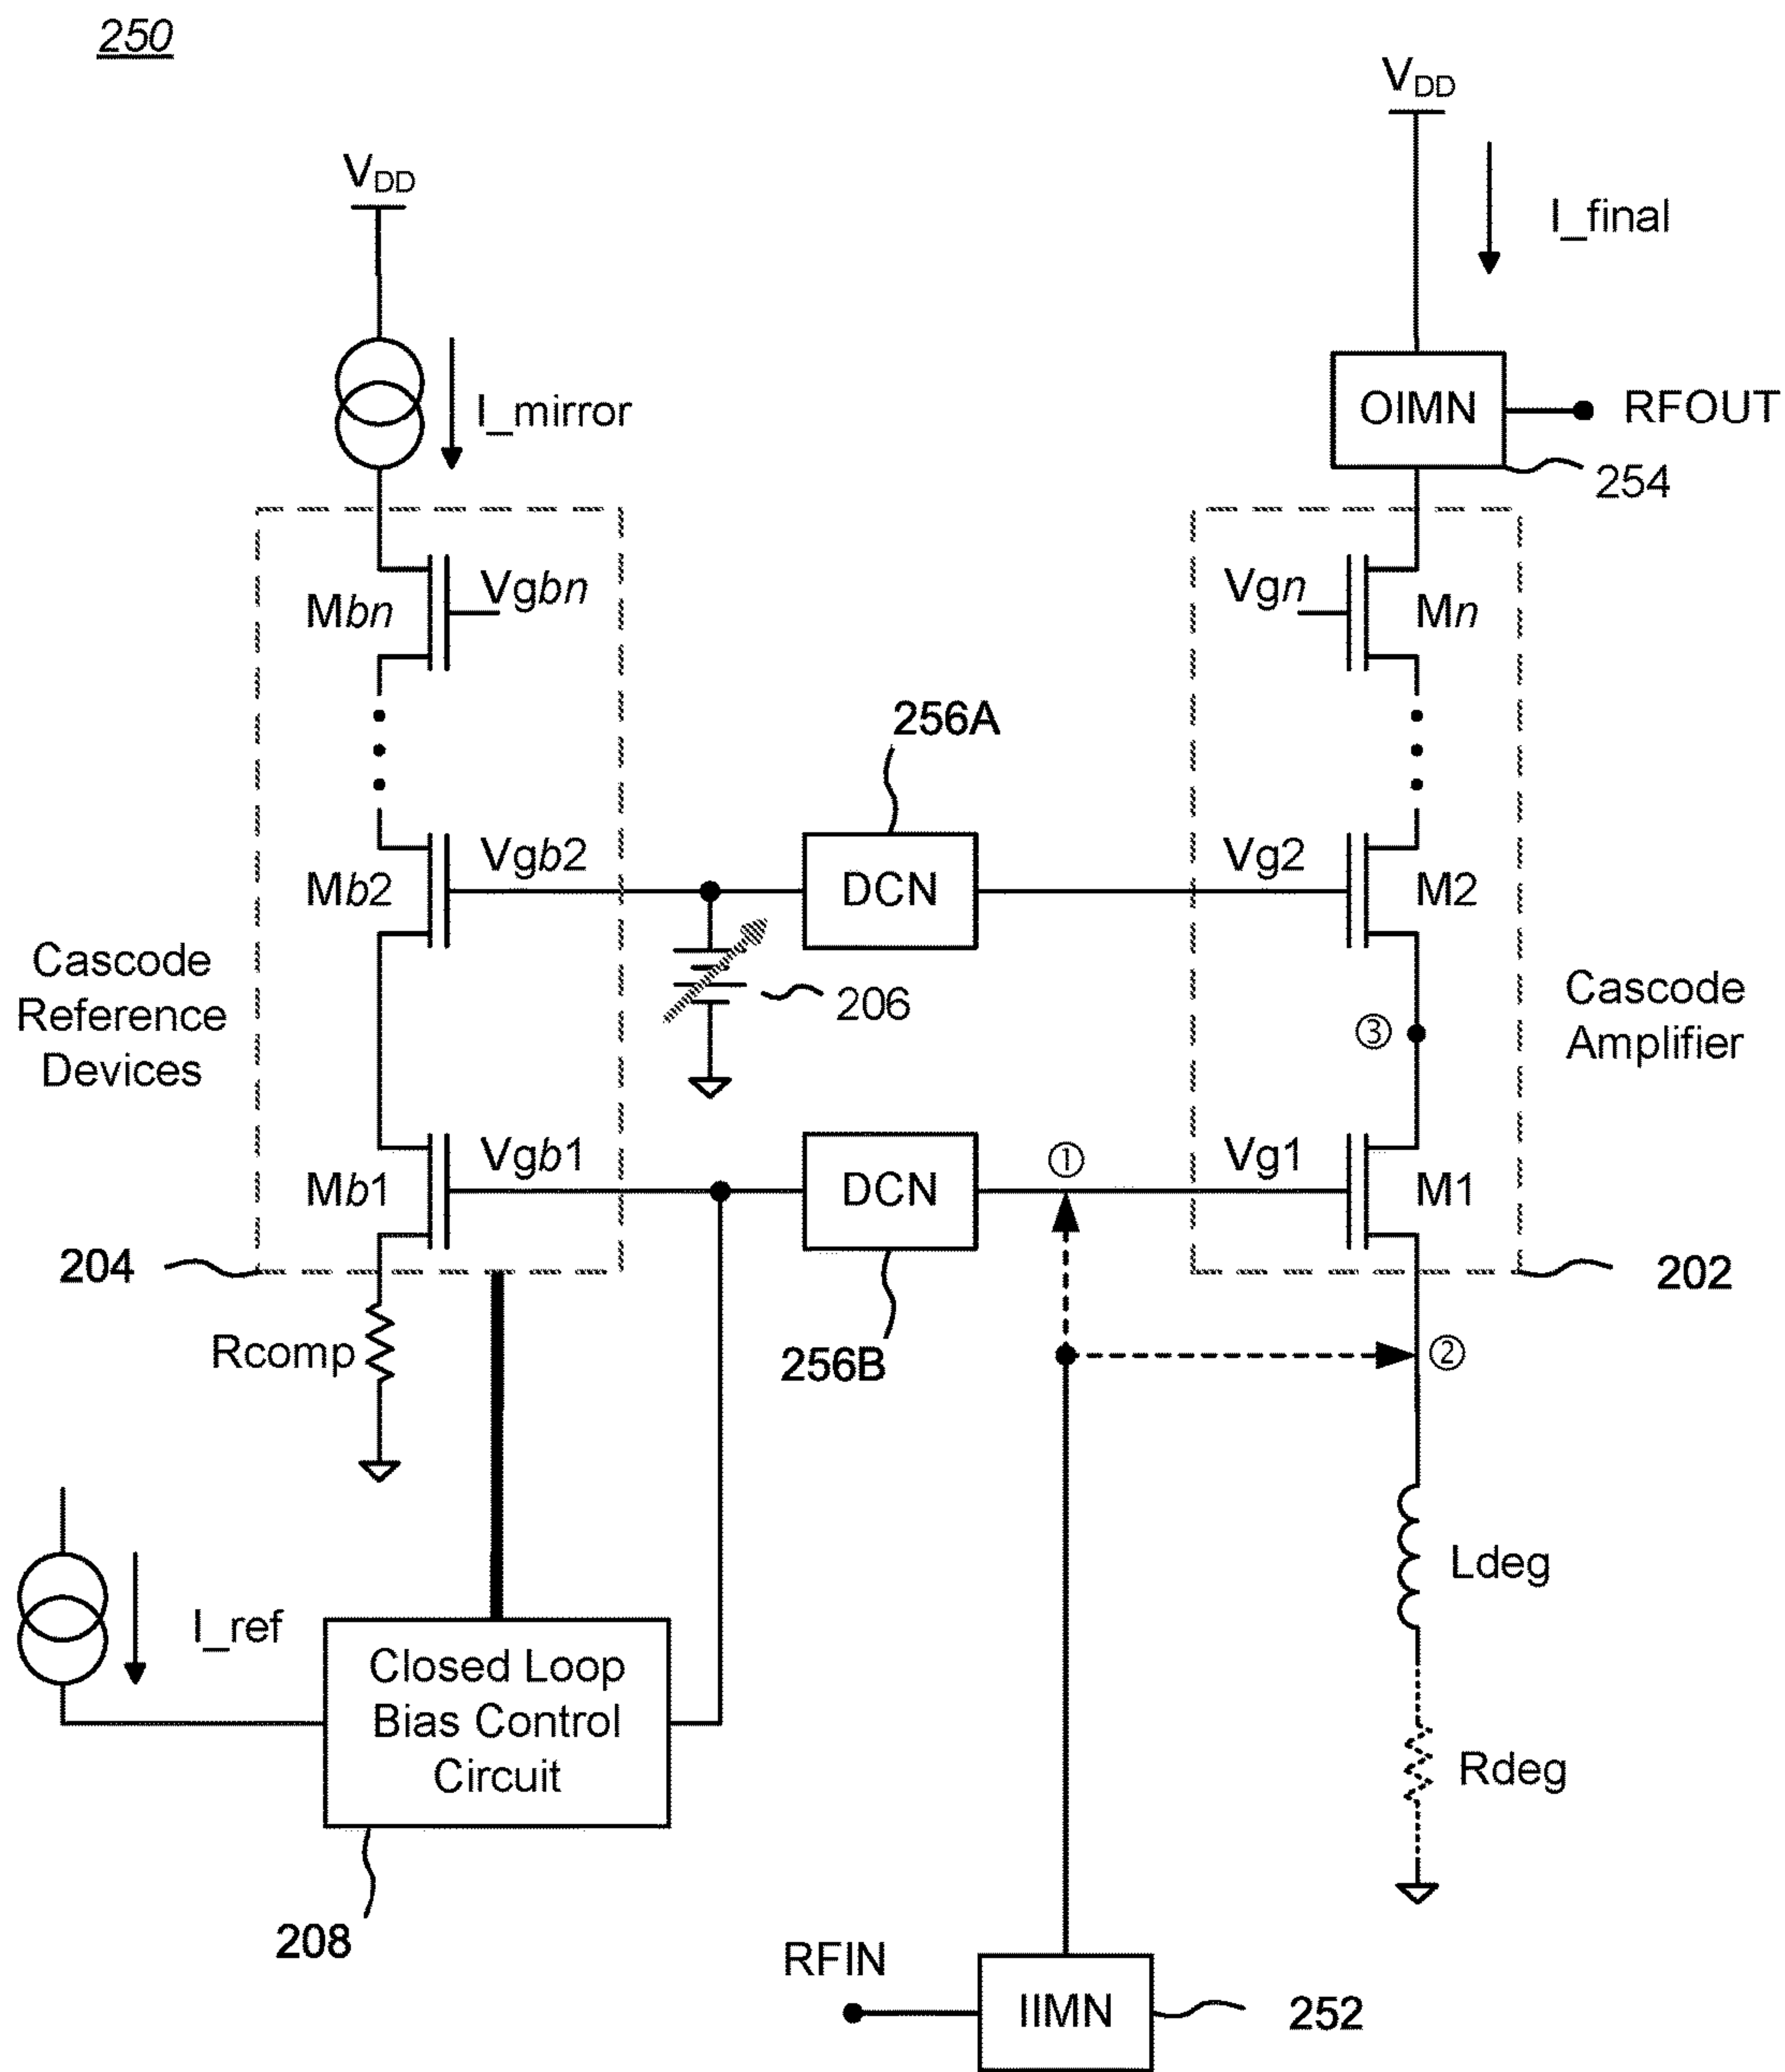 250
VDD
VDD
I_final
I_mirror
OIMN
RFOUT
254
Mbn
Vgbn
Vgn
Mn
256A
Mb2
Vgb2
DCN
Vg2
M2
Cascode
Reference
Devices
206
③
Cascode
Amplifier
Mb1
Vgb1
DCN
①
Vg1
M1
204
202
Rcomp
256B
②
I_ref
Closed Loop
Bias Control
Circuit
Ldeg
Rdeg
208
RFIN
IIMN
252